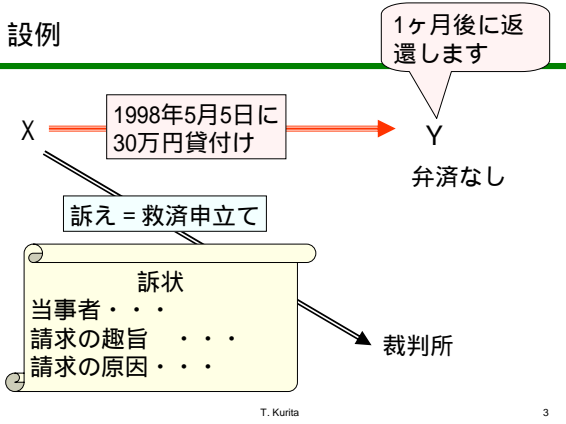 設例
1ヶ月後に返
還します
1998年5月5日に
30万円貸付け
X
Y
弁済なし
訴え = 救済申立て
訴状
当事者・・・
請求の趣旨　・・・
請求の原因・・・
裁判所
T. Kurita
3